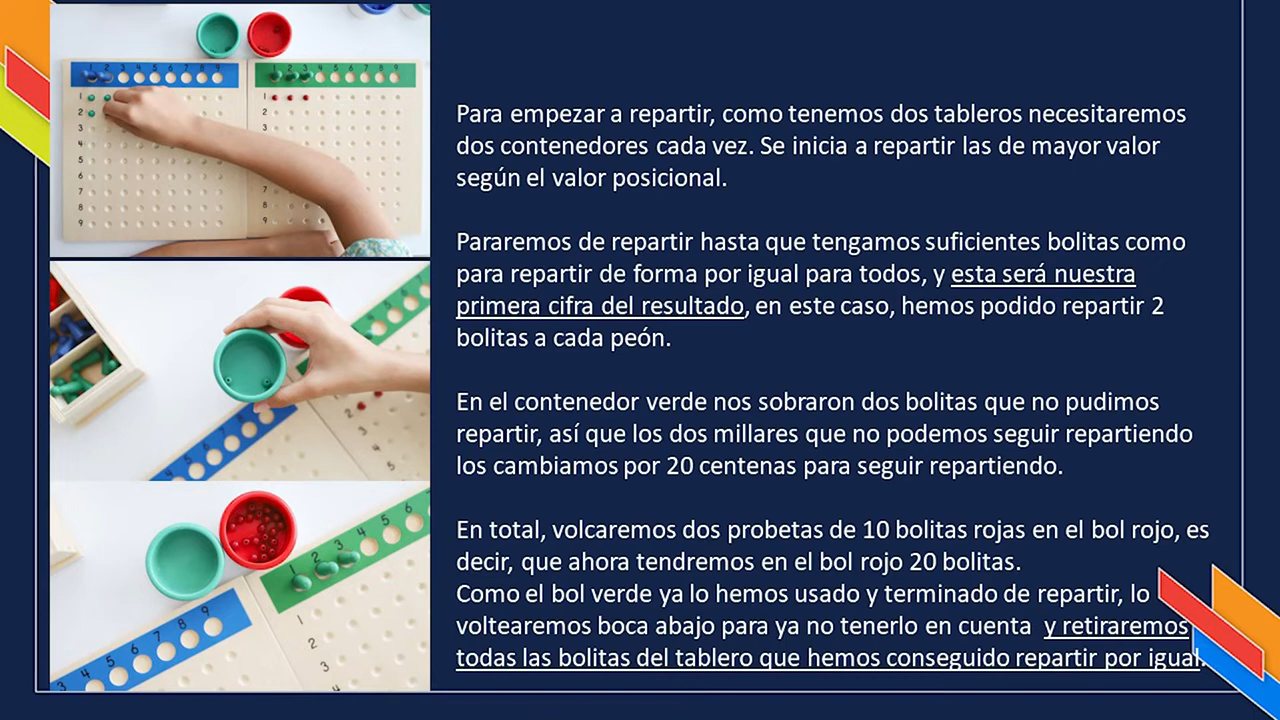 Para empezar a repartir, como tenemos dos tableros necesitaremos
dos contenedores cada vez. Se inicia a repartir las de mayor valor
según el valor posicional.
Pararemos de repartir hasta que tengamos suficientes bolitas como
para repartir de forma por igual para todos, y esta será nuestra
primera cifra del resultado, en este caso, hemos podido repartir 2
bolitas a cada peón.
En el contenedor verde nos sobraron dos bolitas que no pudimos
repartir, así que los dos millares que no podemos seguir repartiendo
los cambiamos por 20 centenas para seguir repartiendo.
En total, volcaremos dos probetas de 10 bolitas rojas en el bol rojo, es
decir, que ahora tendremos en el bol rojo 20 bolitas.
Como el bol verde ya lo hemos usado y terminado de repartir, lo
voltearemos boca abajo para ya no tenerlo en cuenta y retiraremos
todas las bolitas del tablero que hemos conseguido repartir por igual.